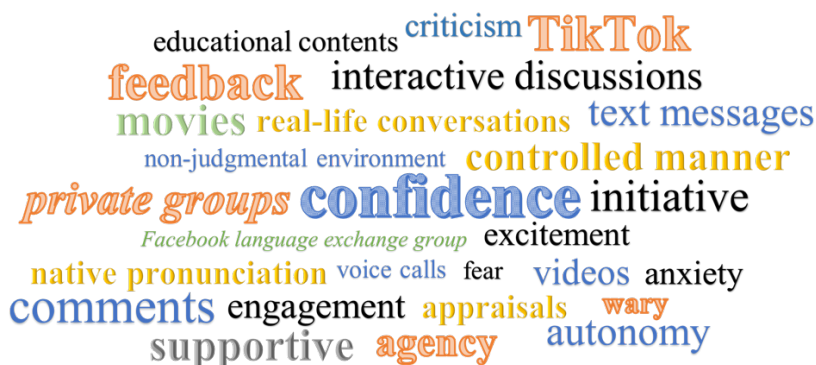 educational contents criticism TikTok
feedback interactive discussions
movies real-life conversations text messages
non-judgmental environment controlled manner
private groups confidence initiative
Facebook language exchange group excitement
native pronunciation voice calls fear videos anxiety
comments engagement appraisals wary
supportive agency autonomy